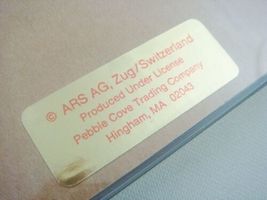 © ARS AG, Zug/Switzerland
Produced Under License
Pebble Cove Trading Company
Hingham, MA 02043